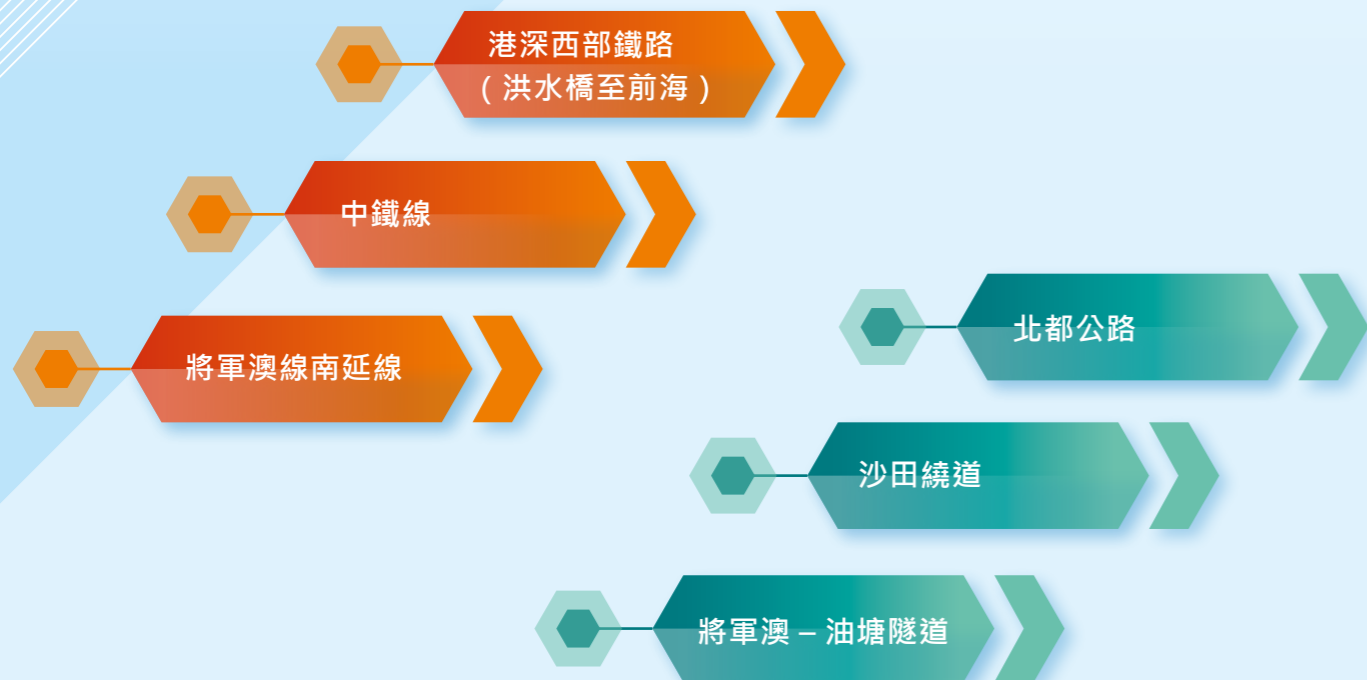 港深西部鐵路
(洪水橋至前海)
中鐵線
將軍澳線南延線
北都公路
沙田繞道
將軍澳 – 油塘隧道